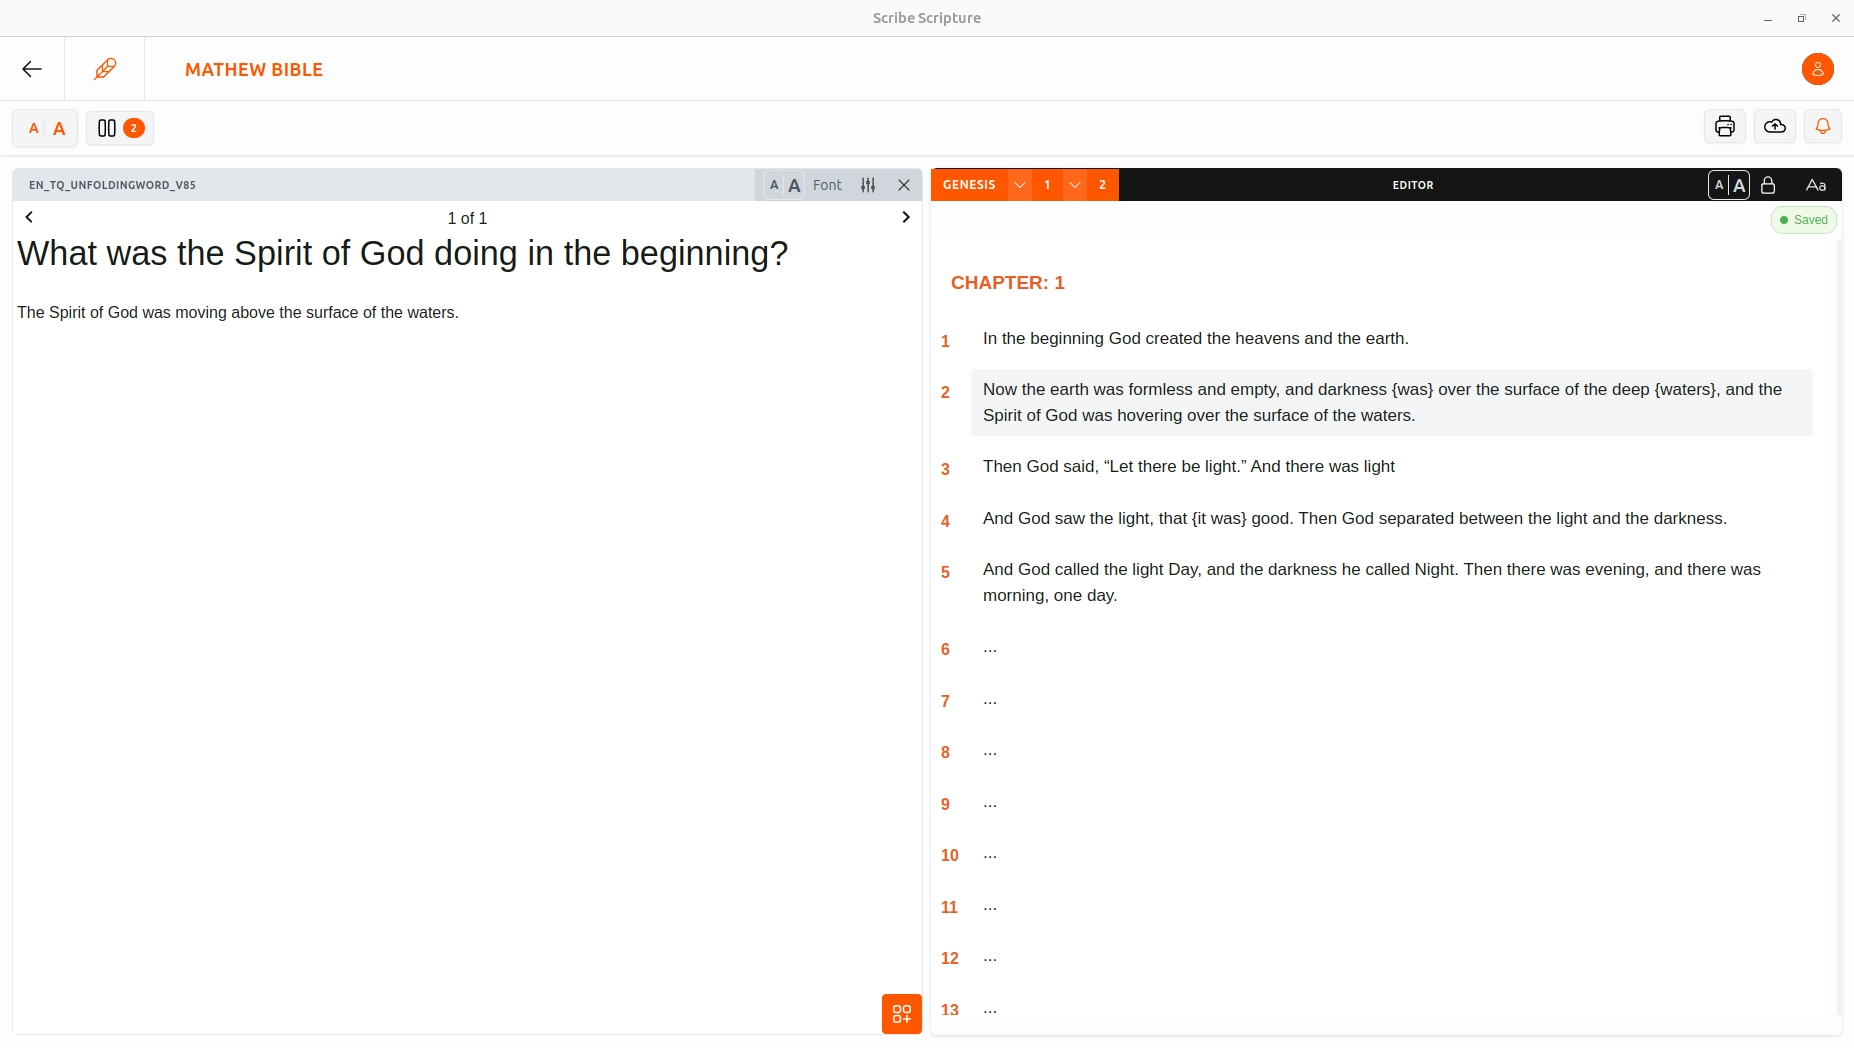 Scribe Scripture
MATHEW BIBLE
A A 2
EN_TQ_UNFOLDINGWORD_V85
A A Font
1 of 1
What was the Spirit of God doing in the beginning?
The Spirit of God was moving above the surface of the waters.
GENESIS 1 2 EDITOR A A Aa
Saved
CHAPTER: 1
1 In the beginning God created the heavens and the earth.
2 Now the earth was formless and empty, and darkness {was} over the surface of the deep {waters}, and the
Spirit of God was hovering over the surface of the waters.
3 Then God said, “Let there be light.” And there was light
4 And God saw the light, that {it was} good. Then God separated between the light and the darkness.
5 And God called the light Day, and the darkness he called Night. Then there was evening, and there was
morning, one day.
6 ...
7 ...
8 ...
9 ...
10 ...
11 ...
12 ...
13 ...